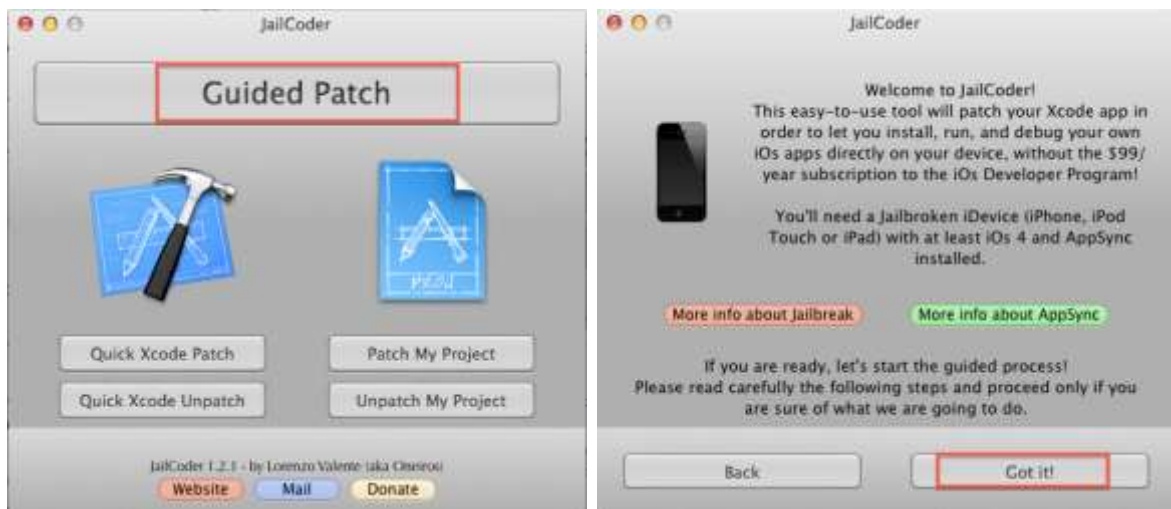 JailCoder
Guided Patch
Quick Xcode Patch
Patch My Project
Quick Xcode Unpatch
Unpatch My Project
JailCoder 1.2.1 - by Lorenzo Valente (aka Oneiros)
Website
Mail
Donate
JailCoder
Welcome to JailCoder!
This easy-to-use tool will patch your Xcode app in
order to let you install, run, and debug your own
iOs apps directly on your device, without the $99/
year subscription to the iOs Developer Program!
You'll need a Jailbroken iDevice (iPhone, iPod
Touch or iPad) with at least iOs 4 and AppSync
installed.
More info about Jailbreak
More info about AppSync
If you are ready, let's start the guided process!
Please read carefully the following steps and proceed only if you
are sure of what we are going to do.
Back
Got it!